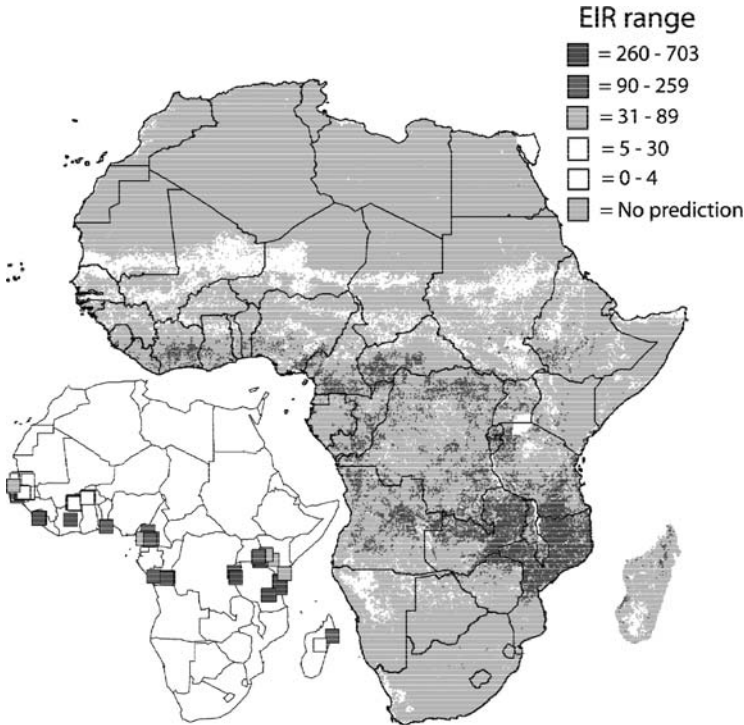 EIR range
= 260 - 703
= 90 - 259
= 31 - 89
= 5 - 30
= 0 - 4
= No prediction